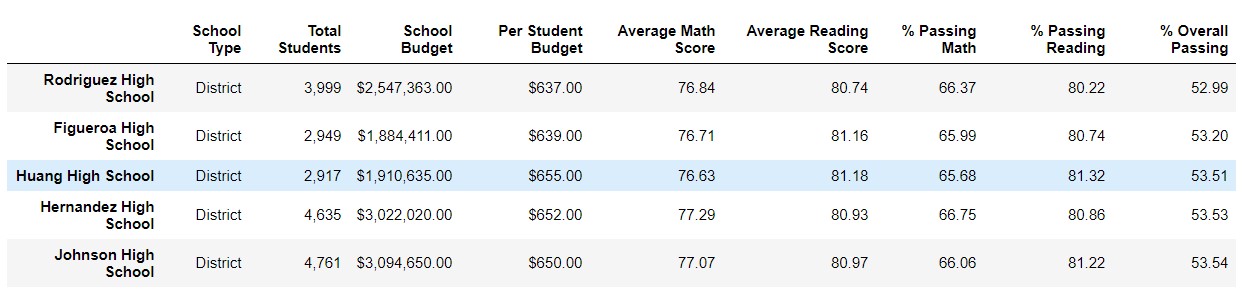 School Type Total Students School Budget Per Student Budget Average Math Score Average Reading Score % Passing Math % Passing Reading % Overall Passing
Rodriguez High School District 3,999 $2,547,363.00 $637.00 76.84 80.74 66.37 80.22 52.99
Figueroa High School District 2,949 $1,884,411.00 $639.00 76.71 81.16 65.99 80.74 53.20
Huang High School District 2,917 $1,910,635.00 $655.00 76.63 81.18 65.68 81.32 53.51
Hernandez High School District 4,635 $3,022,020.00 $652.00 77.29 80.93 66.75 80.86 53.53
Johnson High School District 4,761 $3,094,650.00 $650.00 77.07 80.97 66.06 81.22 53.54